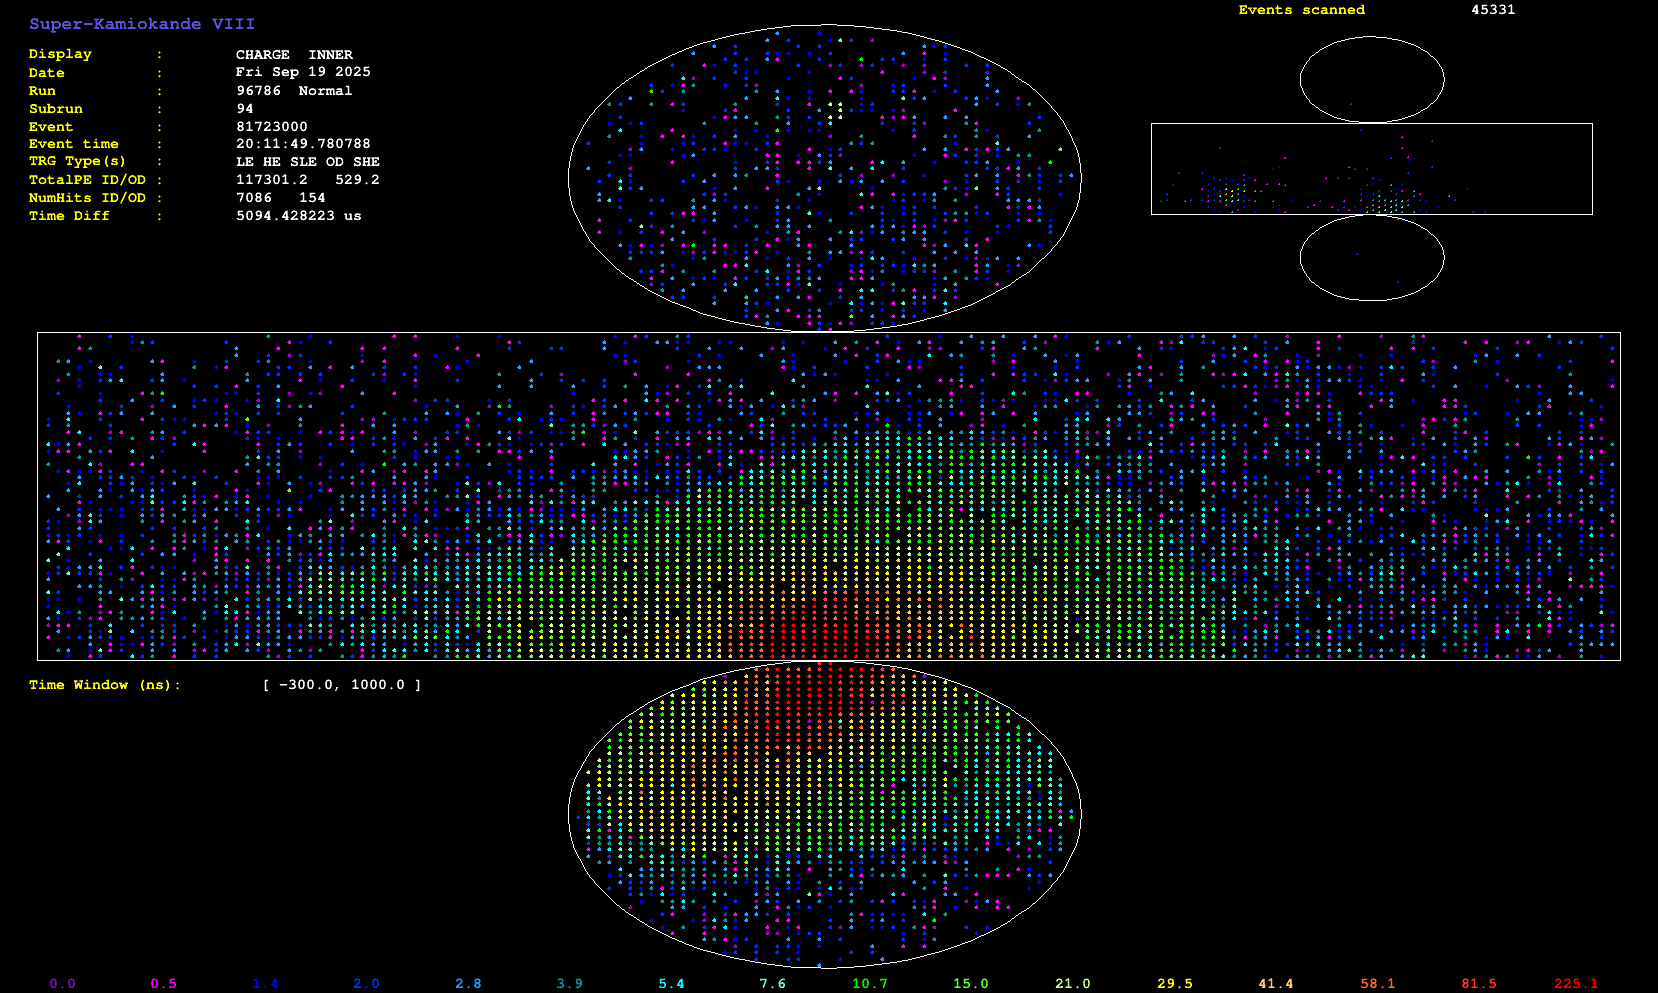 Super-Kamiokande VIII
Events scanned 45331
Display : CHARGE INNER
Date : Fri Sep 19 2025
Run : 96786 Normal
Subrun : 94
Event : 81723000
Event time : 20:11:49.780788
TRG Type(s) : LE HE SLE OD SHE
TotalPE ID/OD : 117301.2 529.2
NumHits ID/OD : 7086 154
Time Diff : 5094.428223 us
Time Window (ns): [ -300.0, 1000.0 ]
0.0 0.5 1.4 2.0 2.8 3.9 5.4 7.6 10.7 15.0 21.0 29.5 41.4 58.1 81.5 225.1